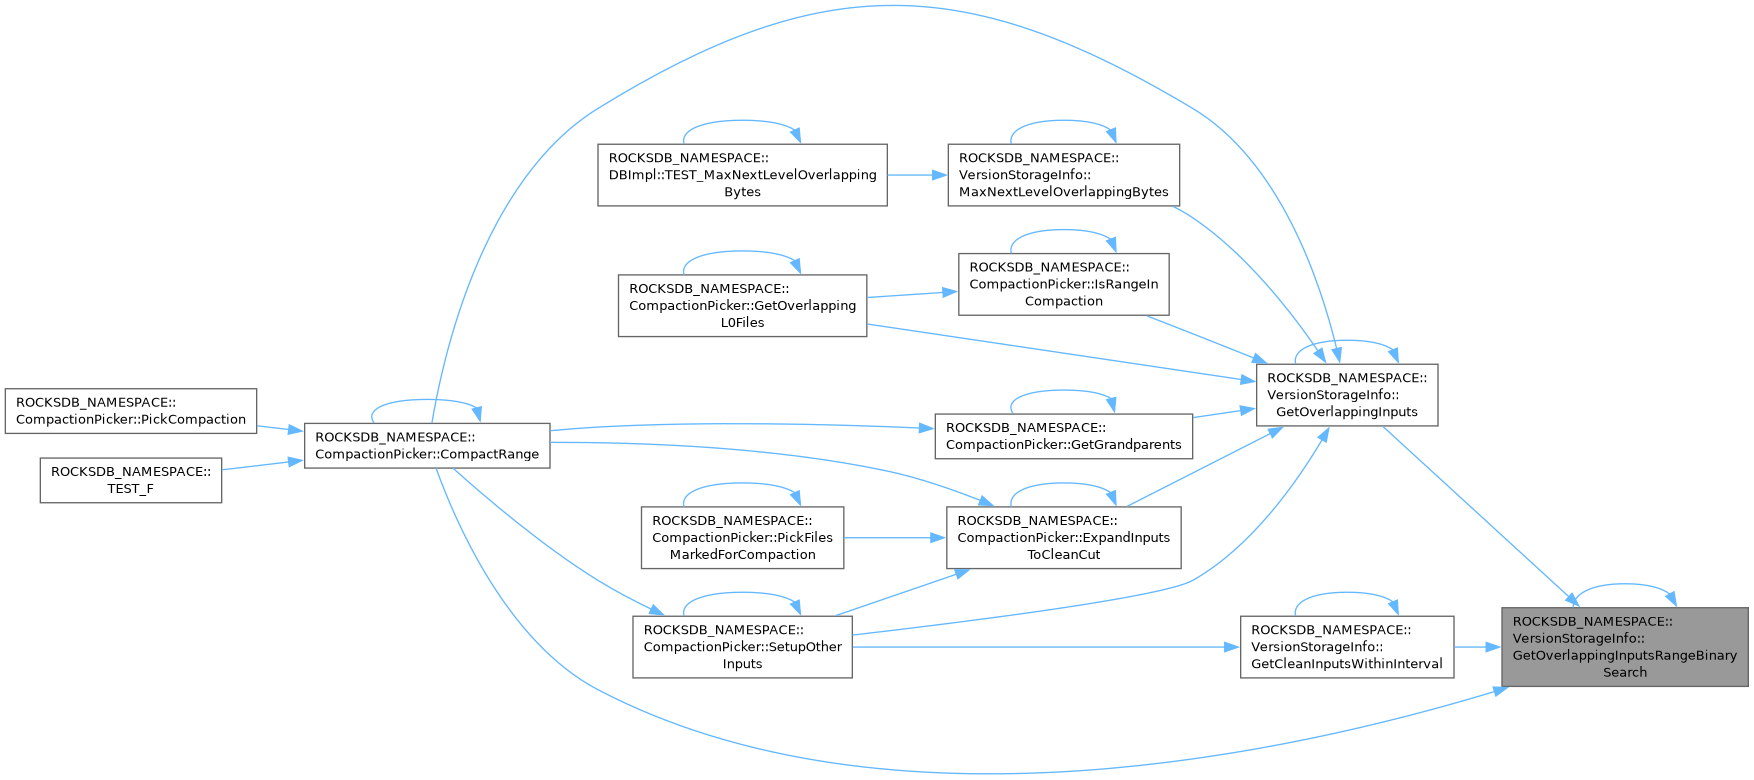 ROCKSDB_NAMESPACE::
DBImpl::TEST_MaxNextLevelOverlapping
Bytes
ROCKSDB_NAMESPACE::
VersionStorageInfo::
MaxNextLevelOverlappingBytes
ROCKSDB_NAMESPACE::
CompactionPicker::GetOverlapping
L0Files
ROCKSDB_NAMESPACE::
CompactionPicker::IsRangeIn
Compaction
ROCKSDB_NAMESPACE::
VersionStorageInfo::
GetOverlappingInputs
ROCKSDB_NAMESPACE::
CompactionPicker::PickCompaction
ROCKSDB_NAMESPACE::
TEST_F
ROCKSDB_NAMESPACE::
CompactionPicker::CompactRange
ROCKSDB_NAMESPACE::
CompactionPicker::GetGrandparents
ROCKSDB_NAMESPACE::
CompactionPicker::PickFiles
MarkedForCompaction
ROCKSDB_NAMESPACE::
CompactionPicker::ExpandInputs
ToCleanCut
ROCKSDB_NAMESPACE::
CompactionPicker::SetupOther
Inputs
ROCKSDB_NAMESPACE::
VersionStorageInfo::
GetCleanInputsWithinInterval
ROCKSDB_NAMESPACE::
VersionStorageInfo::
GetOverlappingInputsRangeBinary
Search